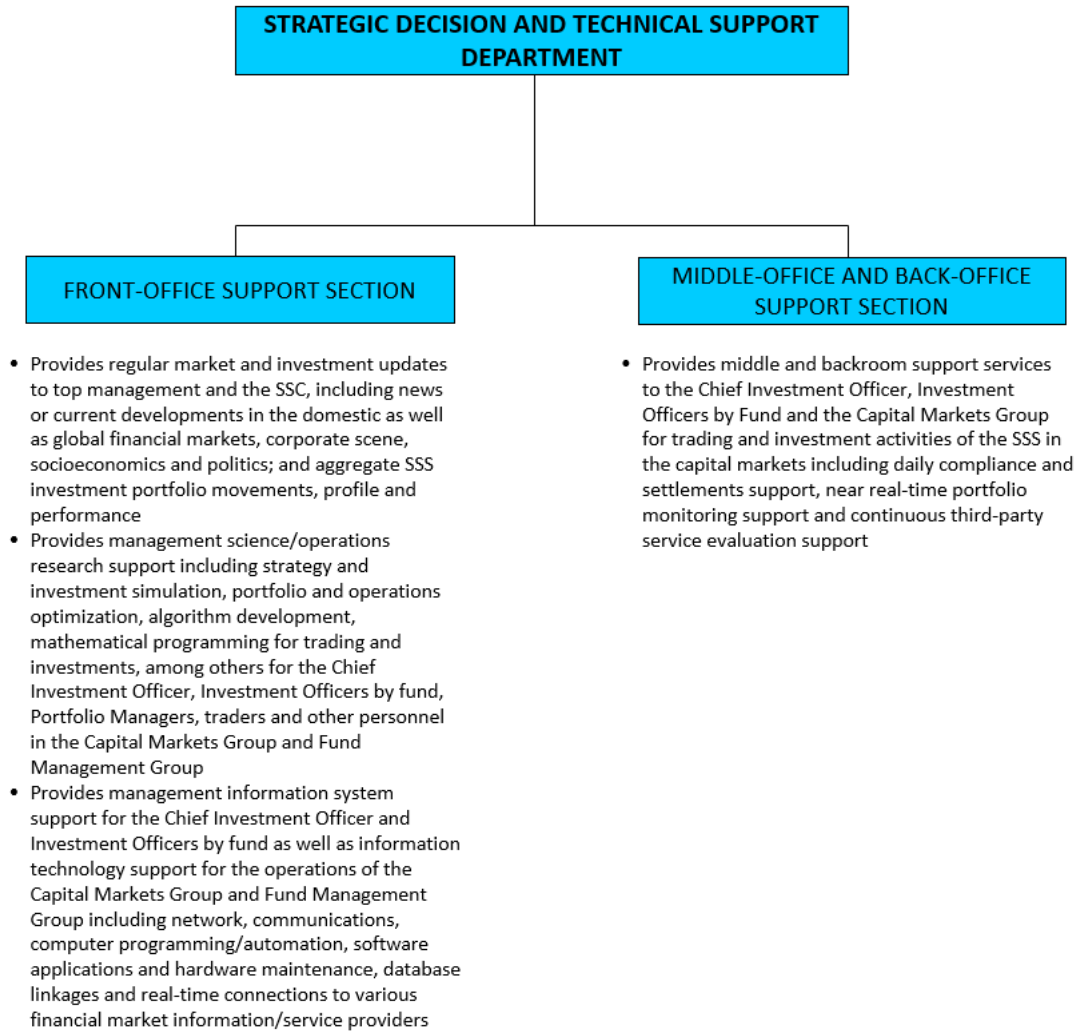 STRATEGIC DECISION AND TECHNICAL SUPPORT
DEPARTMENT
FRONT-OFFICE SUPPORT SECTION
• Provides regular market and investment updates
to top management and the SSC, including news
or current developments in the domestic as well
as global financial markets, corporate scene,
socioeconomics and politics; and aggregate SSS
investment portfolio movements, profile and
performance
• Provides management science/operations
research support including strategy and
investment simulation, portfolio and operations
optimization, algorithm development,
mathematical programming for trading and
investments, among others for the Chief
Investment Officer, Investment Officers by fund,
Portfolio Managers, traders and other personnel
in the Capital Markets Group and Fund
Management Group
• Provides management information system
support for the Chief Investment Officer and
Investment Officers by fund as well as information
technology support for the operations of the
Capital Markets Group and Fund Management
Group including network, communications,
computer programming/automation, software
applications and hardware maintenance, database
linkages and real-time connections to various
financial market information/service providers
MIDDLE-OFFICE AND BACK-OFFICE
SUPPORT SECTION
• Provides middle and backroom support services
to the Chief Investment Officer, Investment
Officers by Fund and the Capital Markets Group
for trading and investment activities of the SSS in
the capital markets including daily compliance and
settlements support, near real-time portfolio
monitoring support and continuous third-party
service evaluation support